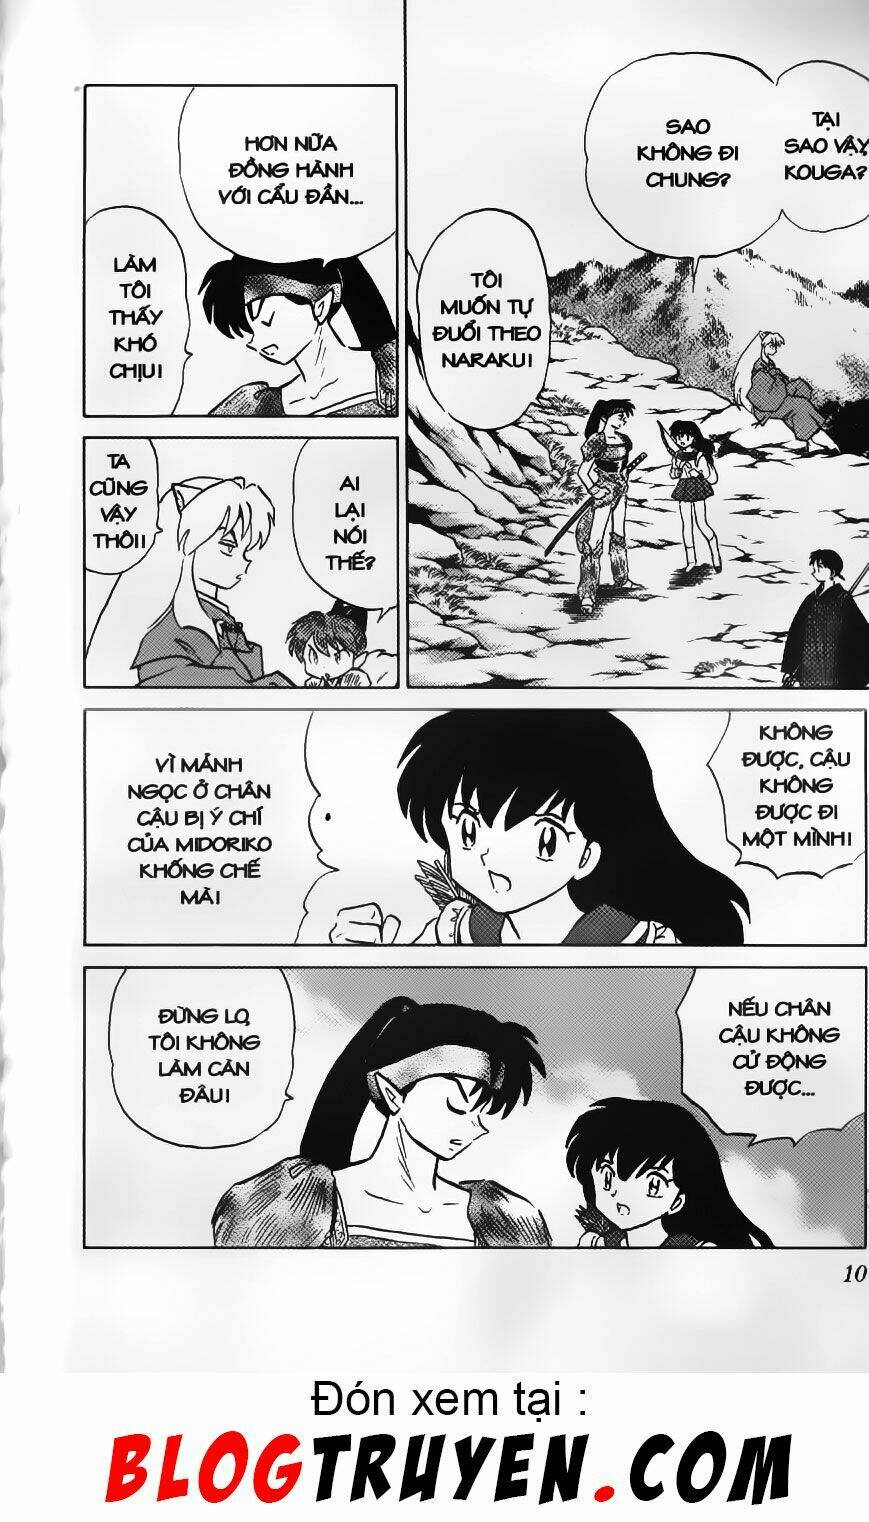 TẠI
SAO VẬY,
KOUGA?
SAO
KHÔNG ĐI
CHUNG?
TÔI
MUỐN TỰ
ĐUỔI THEO
NARAKU!
HƠN NỮA
ĐỒNG HÀNH
VỚI CẨU ĐẦN...
LÀM
TÔI
THẤY
KHÓ
CHỊU!
AI
LẠI
NÓI
THẾ?
TA
CŨNG
VẬY
THÔI!
KHÔNG
ĐƯỢC, CẬU
KHÔNG
ĐƯỢC ĐI
MỘT MÌNH!
VÌ MẢNH
NGỌC Ở CHÂN
CẬU BỊ Ý CHÍ
CỦA MIDORIKO
KHỐNG CHẾ
MÀ!
NẾU CHÂN
CẬU KHÔNG
CỬ ĐỘNG
ĐƯỢC...
ĐỪNG LO,
TÔI KHÔNG
LÀM CÀN
ĐÂU!
10
Đón xem tại :
BLOGTRUYEN.COM